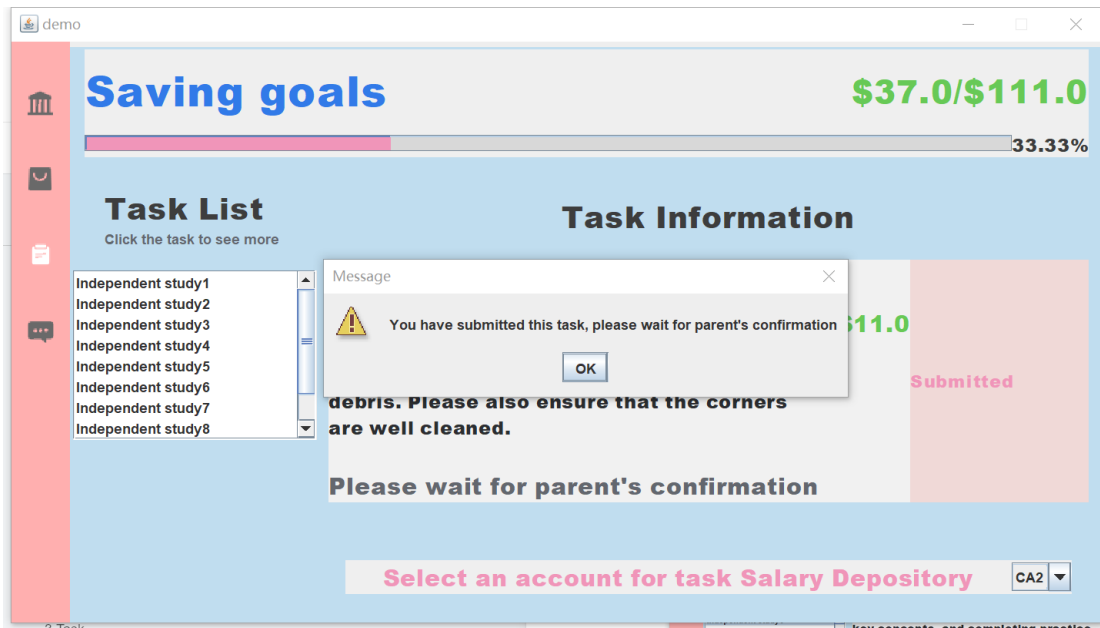 demo
Saving goals
$37.0/$111.0
33.33%
Task List
Click the task to see more
Task Information
Independent study1
Independent study2
Independent study3
Independent study4
Independent study5
Independent study6
Independent study7
Independent study8
Message
You have submitted this task, please wait for parent's confirmation
OK
$11.0
debris. Please also ensure that the corners
are well cleaned.
Please wait for parent's confirmation
Submitted
Select an account for task Salary Depository
CA2